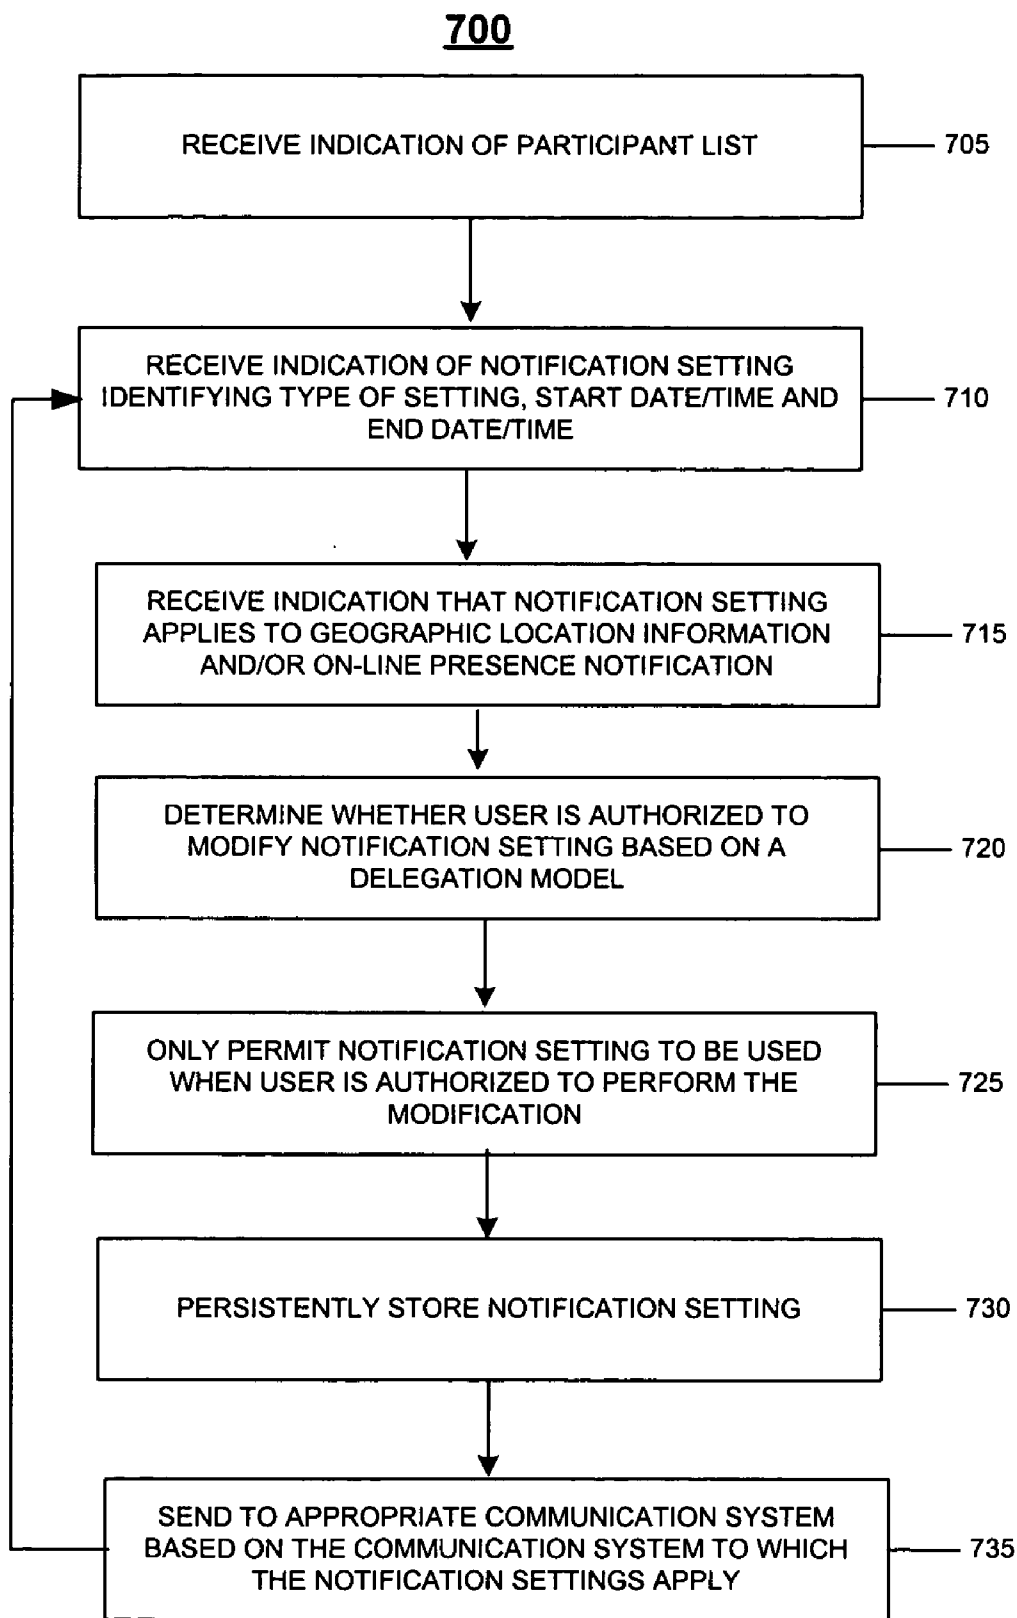 700
RECEIVE INDICATION OF PARTICIPANT LIST
705
RECEIVE INDICATION OF NOTIFICATION SETTING
IDENTIFYING TYPE OF SETTING, START DATE/TIME AND
END DATE/TIME
710
RECEIVE INDICATION THAT NOTIFICATION SETTING
APPLIES TO GEOGRAPHIC LOCATION INFORMATION
AND/OR ON-LINE PRESENCE NOTIFICATION
715
DETERMINE WHETHER USER IS AUTHORIZED TO
MODIFY NOTIFICATION SETTING BASED ON A
DELEGATION MODEL
720
ONLY PERMIT NOTIFICATION SETTING TO BE USED
WHEN USER IS AUTHORIZED TO PERFORM THE
MODIFICATION
725
PERSISTENTLY STORE NOTIFICATION SETTING
730
SEND TO APPROPRIATE COMMUNICATION SYSTEM
BASED ON THE COMMUNICATION SYSTEM TO WHICH
THE NOTIFICATION SETTINGS APPLY
735